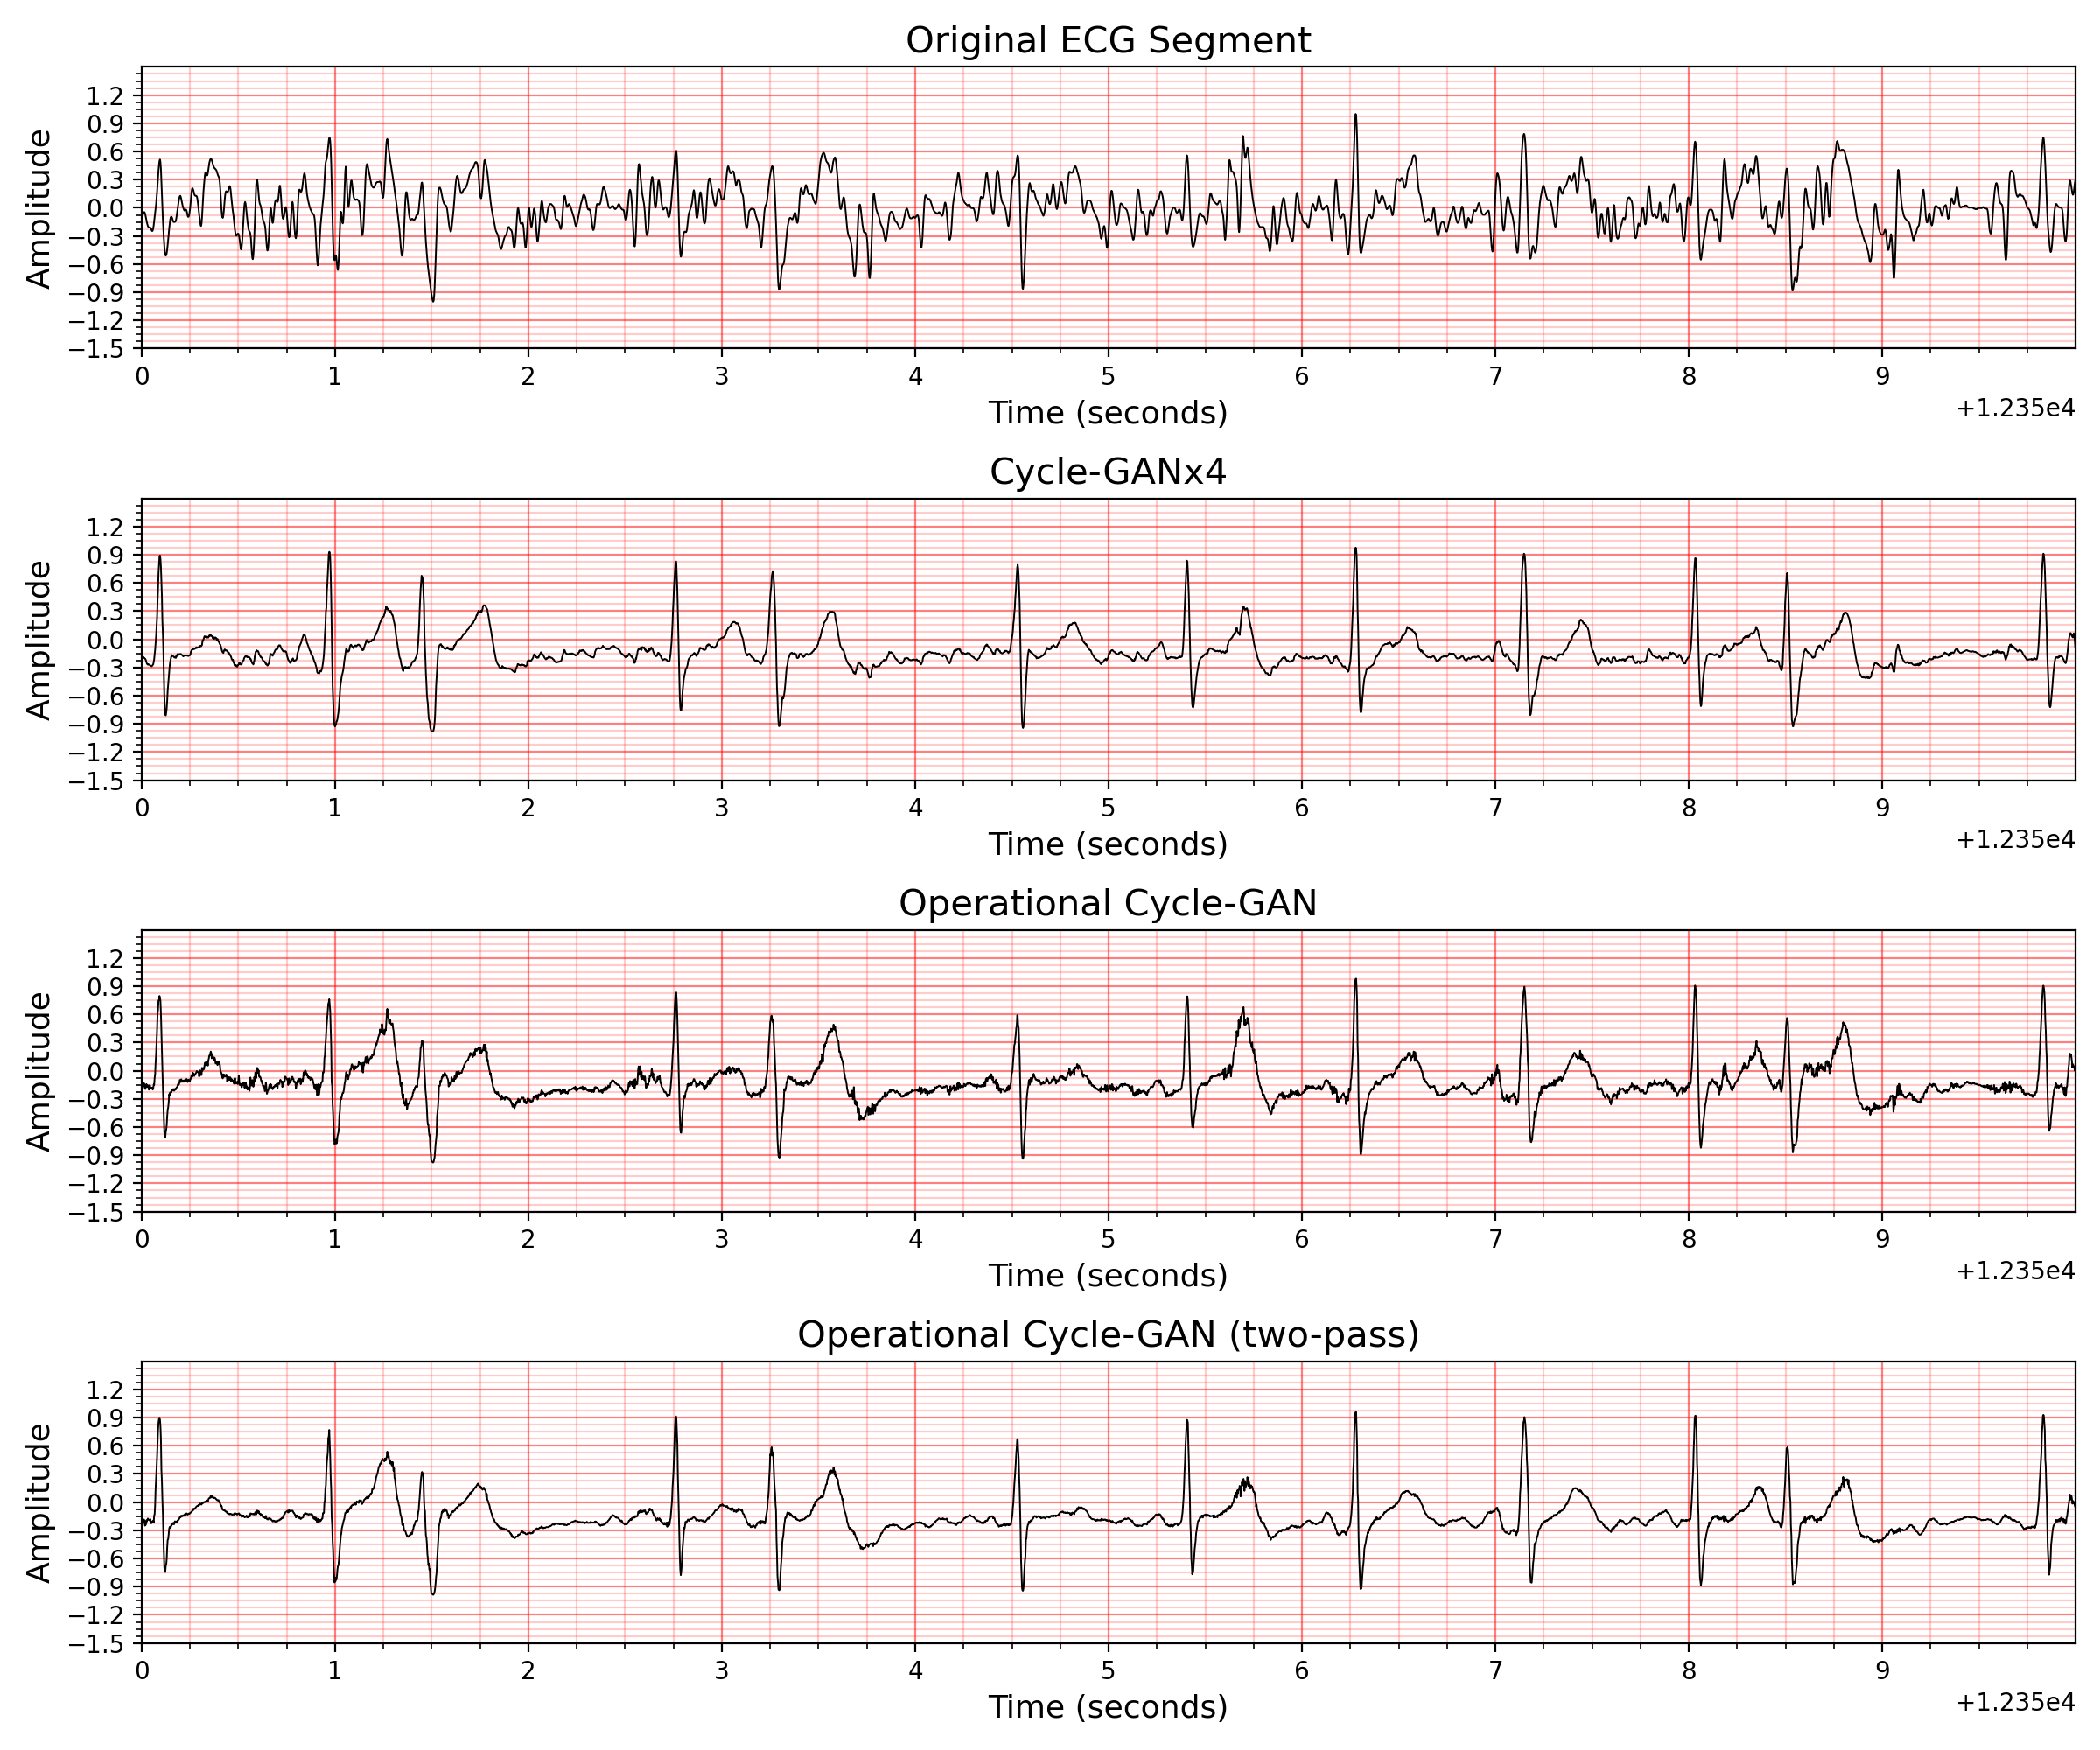 Original ECG Segment
Amplitude
1.2
0.9
0.6
0.3
0.0
−0.3
−0.6
−0.9
−1.2
−1.5
0 1 2 3 4 5 6 7 8 9
Time (seconds)
+1.235e4
Cycle-GANx4
Amplitude
1.2
0.9
0.6
0.3
0.0
−0.3
−0.6
−0.9
−1.2
−1.5
0 1 2 3 4 5 6 7 8 9
Time (seconds)
+1.235e4
Operational Cycle-GAN
Amplitude
1.2
0.9
0.6
0.3
0.0
−0.3
−0.6
−0.9
−1.2
−1.5
0 1 2 3 4 5 6 7 8 9
Time (seconds)
+1.235e4
Operational Cycle-GAN (two-pass)
Amplitude
1.2
0.9
0.6
0.3
0.0
−0.3
−0.6
−0.9
−1.2
−1.5
0 1 2 3 4 5 6 7 8 9
Time (seconds)
+1.235e4